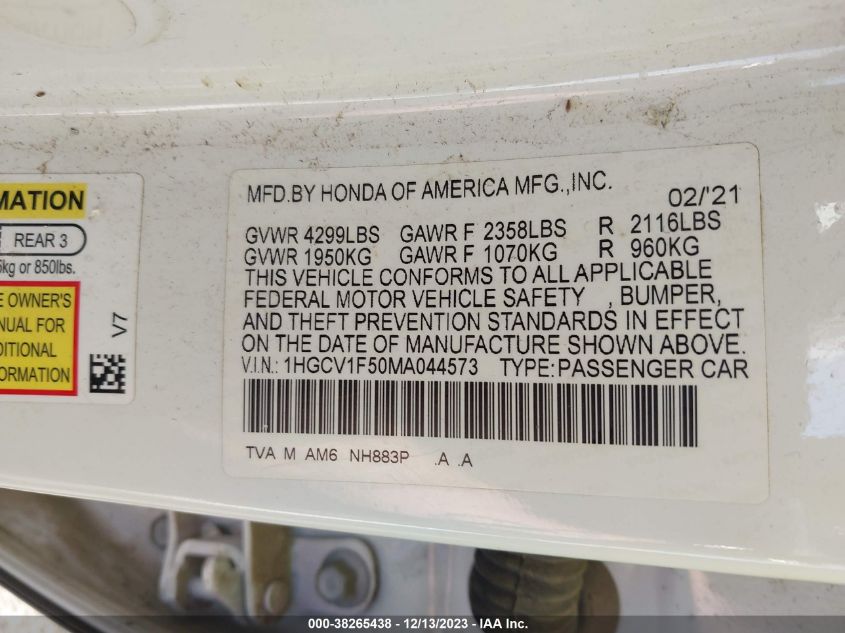 MATION
REAR 3
kg or 850lbs.
E OWNER'S
NUAL FOR
DITIONAL
FORMATION
V7
MFD.BY HONDA OF AMERICA MFG.,INC. 02/'21
GVWR 4299LBS GAWR F 2358LBS R 2116LBS
GVWR 1950KG GAWR F 1070KG R 960KG
THIS VEHICLE CONFORMS TO ALL APPLICABLE
FEDERAL MOTOR VEHICLE SAFETY , BUMPER,
AND THEFT PREVENTION STANDARDS IN EFFECT
ON THE DATE OF MANUFACTURE SHOWN ABOVE.
V.I.N.: 1HGCV1F50MA044573 TYPE:PASSENGER CAR
TVA M AM6 NH883P .A .A
000-38265438 - 12/13/2023 - IAA Inc.